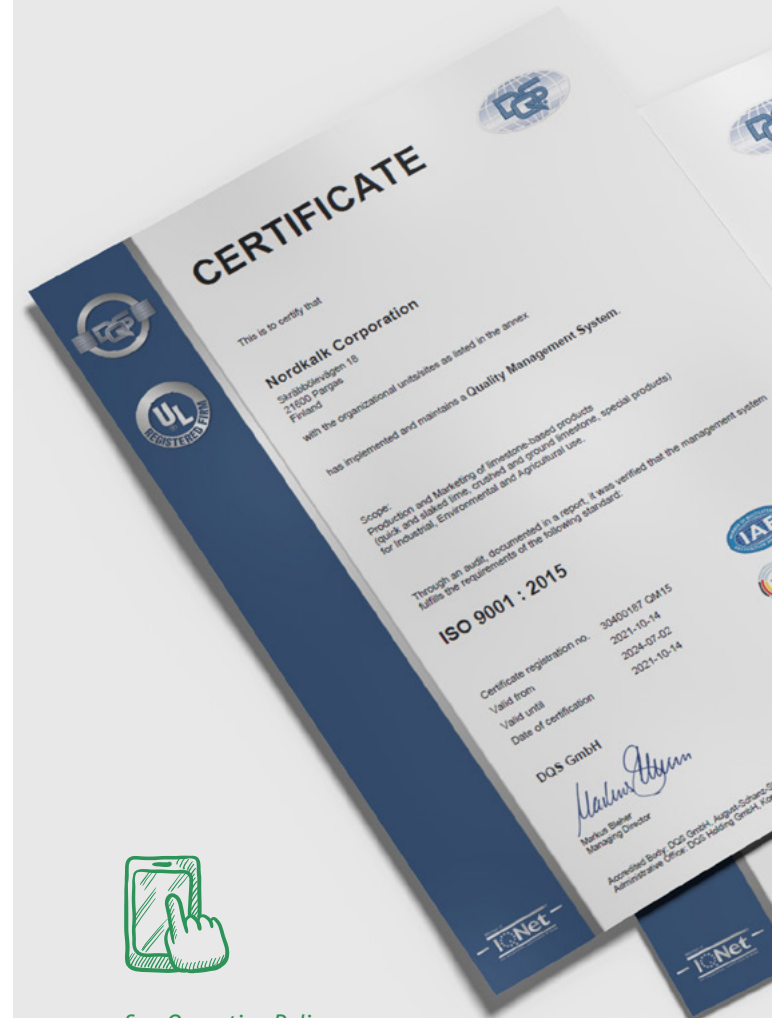 DQS
CERTIFICATE
This is to certify that
Nordkalk Corporation
Skräbbölevägen 18
21600 Pargas
Finland
with the organizational units/sites as listed in the annex
has implemented and maintains a Quality Management System.
Scope:
Production and Marketing of limestone-based products
(quick and slaked lime, crushed and ground limestone, special products)
for Industrial, Environmental and Agricultural use.
Through an audit, documented in a report, it was verified that the management system
fulfills the requirements of the following standard:
ISO 9001 : 2015
Certificate registration no. 30400187 QM15
Valid from 2021-10-14
Valid until 2024-07-02
Date of certification 2021-10-14
DQS GmbH
Markus Bleher
Managing Director
Accredited Body: DQS GmbH, August-Schanz-S
Administrative Office: DQS Holding GmbH,
DQS
UL
REGISTERED FIRM
IQNet
IQNet
IAF